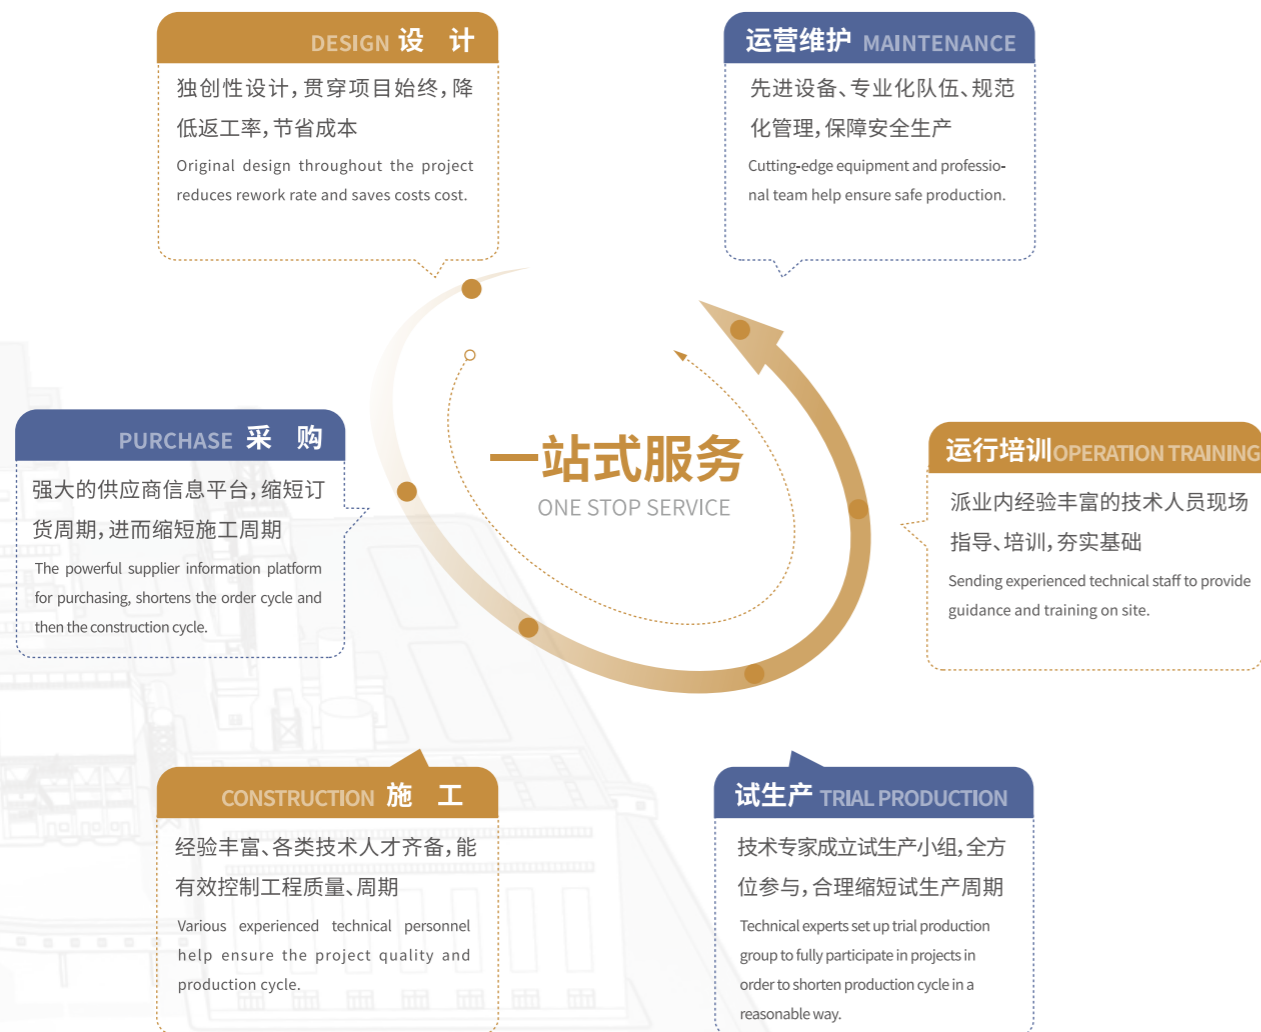 DESIGN 设 计
独创性设计，贯穿项目始终，降
低返工率，节省成本
Original design throughout the project
reduces rework rate and saves costs cost.
运营维护 MAINTENANCE
先进设备、专业化队伍、规范
化管理，保障安全生产
Cutting-edge equipment and professio-
nal team help ensure safe production.
PURCHASE 采 购
强大的供应商信息平台，缩短订
货周期，进而缩短施工周期
The powerful supplier information platform
for purchasing, shortens the order cycle and
then the construction cycle.
一站式服务
ONE STOP SERVICE
运行培训OPERATION TRAINING
派业内经验丰富的技术人员现场
指导、培训，夯实基础
Sending experienced technical staff to provide
guidance and training on site.
CONSTRUCTION 施 工
经验丰富、各类技术人才齐备，能
有效控制工程质量、周期
Various experienced technical personnel
help ensure the project quality and
production cycle.
试生产 TRIAL PRODUCTION
技术专家成立试生产小组，全方
位参与，合理缩短试生产周期
Technical experts set up trial production
group to fully participate in projects in
order to shorten production cycle in a
reasonable way.